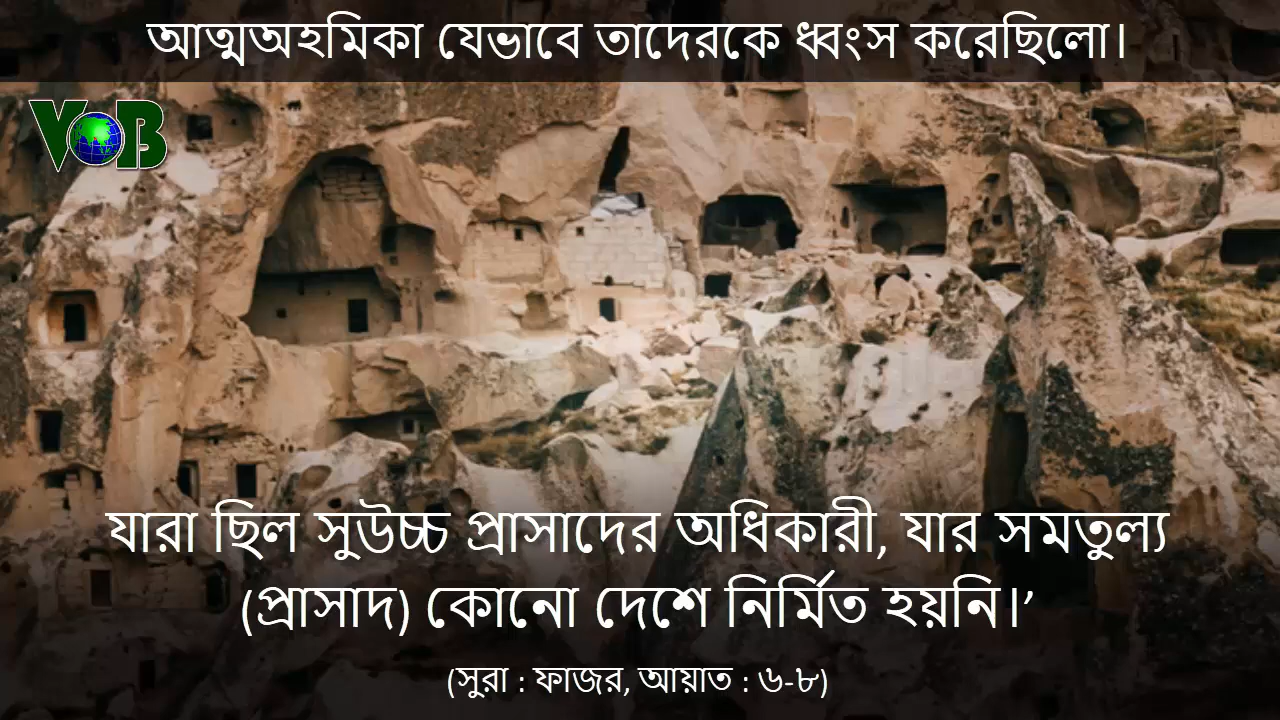 আত্মঅহমিকা যেভাবে তাদেরকে ধ্বংস করেছিলো।
VOB
যারা ছিল সুউচ্চ প্রাসাদের অধিকারী, যার সমতুল্য
(প্রাসাদ) কোনো দেশে নির্মিত হয়নি।’
(সুরা : ফাজর, আয়াত : ৬-৮)